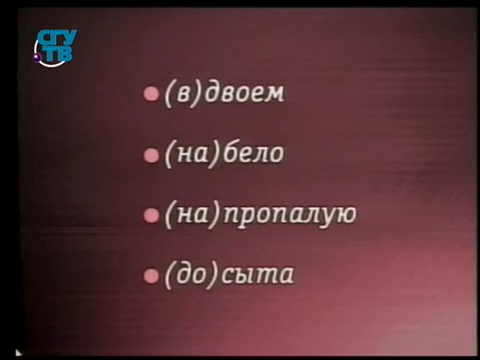 СГУ
ТВ
(в)двоем
(на)бело
(на)пропалую
(до)сыта